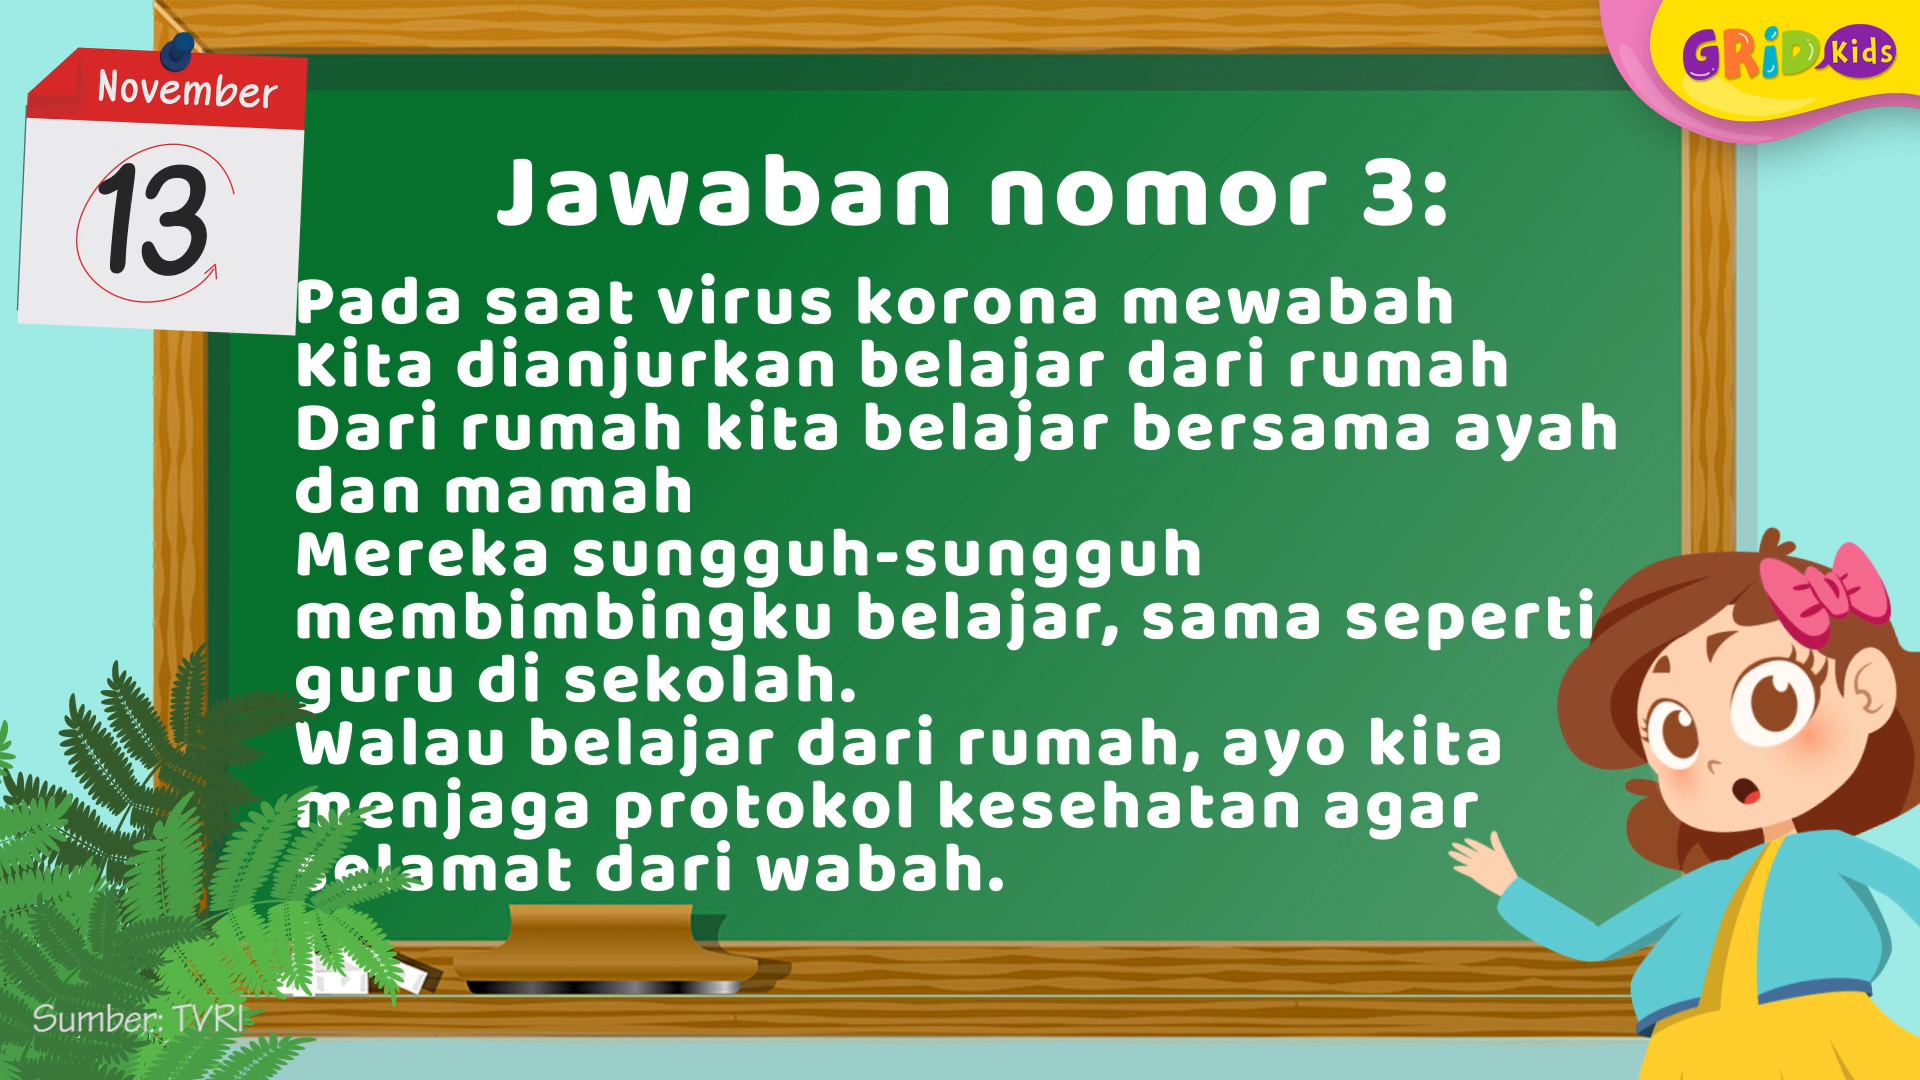 November
13
GRiD Kids
Jawaban nomor 3:
Pada saat virus korona mewabah
Kita dianjurkan belajar dari rumah
Dari rumah kita belajar bersama ayah
dan mamah
Mereka sungguh-sungguh
membimbingku belajar, sama seperti
guru di sekolah.
Walau belajar dari rumah, ayo kita
menjaga protokol kesehatan agar
selamat dari wabah.
Sumber: TVRI